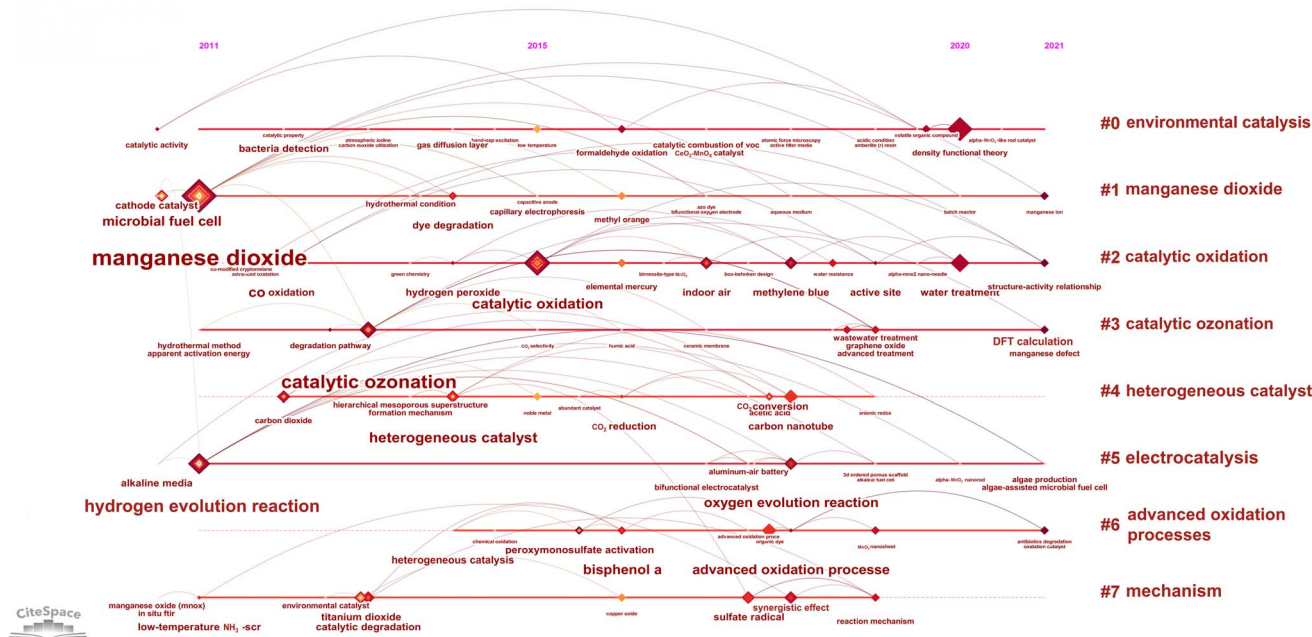 2011 2015 2020 2021
#0 environmental catalysis
catalytic activity
catalytic property
bacteria detection
atmospheric iodine
carbon dioxide utilization
gas diffusion layer
band-gap excitation
low temperature
formaldehyde oxidation
catalytic combustion of voc
CeO₂-MnOₓ catalyst
atomic force microscopy
active filter media
acidic condition
amberlite (r) resin
volatile organic compound
density functional theory
alpha-MnO₂-like rod catalyst
#1 manganese dioxide
cathode catalyst
microbial fuel cell
hydrothermal condition
dye degradation
capacitive anode
capillary electrophoresis
methyl orange
azo dye
bifunctional oxygen electrode
aqueous medium
batch reactor
manganese ion
#2 catalytic oxidation
manganese dioxide
cu-modified cryptomelane
advanced oxidation
CO oxidation
green chemistry
hydrogen peroxide
catalytic oxidation
elemental mercury
birnessite-type MnO₂
indoor air
box-behnken design
methylene blue
water resistance
active site
alpha-mno2 nano-needle
water treatment
structure-activity relationship
#3 catalytic ozonation
hydrothermal method
apparent activation energy
degradation pathway
catalytic ozonation
CO₂ selectivity
humic acid
ceramic membrane
wastewater treatment
graphene oxide
advanced treatment
DFT calculation
manganese defect
#4 heterogeneous catalyst
carbon dioxide
hierarchical mesoporous superstructure
formation mechanism
heterogeneous catalyst
noble metal
abundant catalyst
CO₂ reduction
CO₂ conversion
acetic acid
carbon nanotube
anionic redox
#5 electrocatalysis
alkaline media
hydrogen evolution reaction
bifunctional electrocatalyst
aluminum-air battery
oxygen evolution reaction
3d ordered porous scaffold
alkaline fuel cell
alpha-MnO₂ nanorod
algae production
algae-assisted microbial fuel cell
#6 advanced oxidation
processes
heterogeneous catalysis
chemical oxidation
peroxymonosulfate activation
bisphenol a
advanced oxidation proce
organic dye
advanced oxidation processe
MnO₂ nanosheet
antibiotics degradation
oxidation catalyst
#7 mechanism
manganese oxide (mnox)
in situ ftir
low-temperature NH₃ -scr
environmental catalyst
titanium dioxide
catalytic degradation
copper oxide
sulfate radical
synergistic effect
reaction mechanism
CiteSpace